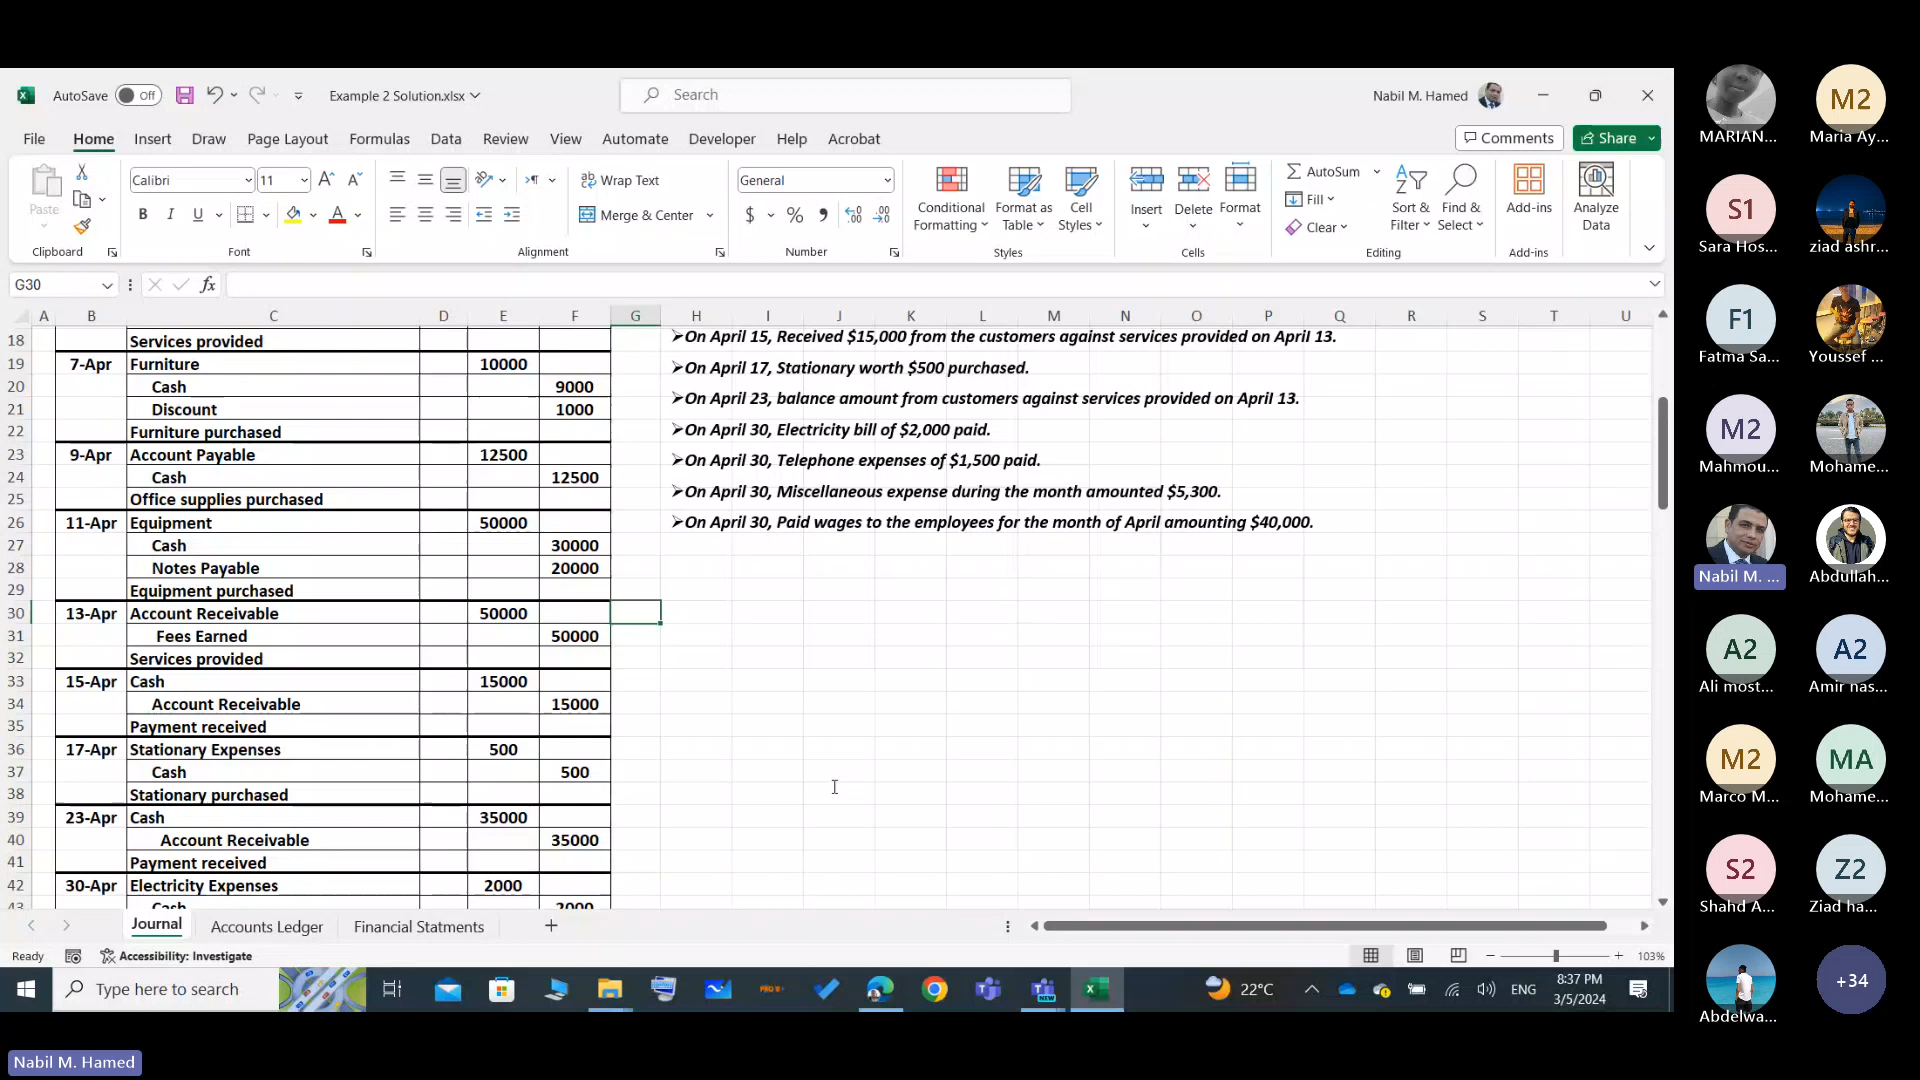 AutoSave Off Example 2 Solution.xlsx Search Nabil M. Hamed
File Home Insert Draw Page Layout Formulas Data Review View Automate Developer Help Acrobat Comments Share
Paste Calibri 11 Wrap Text General Conditional Formatting Format as Table Cell Styles Insert Delete Format AutoSum Fill Clear Sort & Filter Find & Select Add-ins Analyze Data
B I U A Merge & Center $ %
Clipboard Font Alignment Number Styles Cells Editing Add-ins
G30 fx
A B C D E F G H I J K L M N O P Q R S T U
18 Services provided
➢On April 15, Received $15,000 from the customers against services provided on April 13.
19 7-Apr Furniture 10000
➢On April 17, Stationary worth $500 purchased.
20 Cash 9000
➢On April 23, balance amount from customers against services provided on April 13.
21 Discount 1000
➢On April 30, Electricity bill of $2,000 paid.
22 Furniture purchased
23 9-Apr Account Payable 12500
➢On April 30, Telephone expenses of $1,500 paid.
24 Cash 12500
➢On April 30, Miscellaneous expense during the month amounted $5,300.
25 Office supplies purchased
26 11-Apr Equipment 50000
➢On April 30, Paid wages to the employees for the month of April amounting $40,000.
27 Cash 30000
28 Notes Payable 20000
29 Equipment purchased
30 13-Apr Account Receivable 50000
31 Fees Earned 50000
32 Services provided
33 15-Apr Cash 15000
34 Account Receivable 15000
35 Payment received
36 17-Apr Stationary Expenses 500
37 Cash 500
38 Stationary purchased
39 23-Apr Cash 35000
40 Account Receivable 35000
41 Payment received
42 30-Apr Electricity Expenses 2000
43 Cash 2000
Journal Accounts Ledger Financial Statments
Ready Accessibility: Investigate 103%
Type here to search 22°C ENG 8:37 PM
3/5/2024
Nabil M. Hamed
MARIAN...
M2
Maria Ay...
S1
Sara Hos...
ziad ashr...
F1
Fatma Sa...
Youssef ...
M2
Mahmou...
Mohame...
Nabil M. ...
Abdullah...
A2
Ali most...
A2
Amir nas...
M2
Marco M...
MA
Mohame...
S2
Shahd A...
Z2
Ziad ha...
Abdelwa...
+34